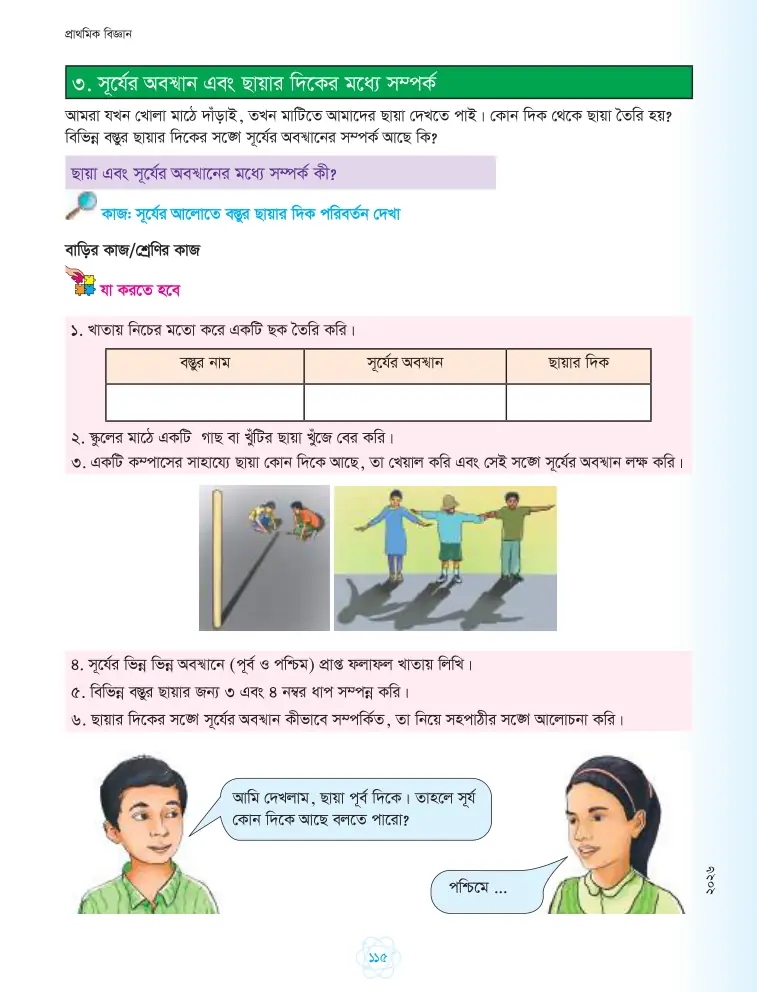 প্রাথমিক বিজ্ঞান
৩. সূর্যের অবস্থান এবং ছায়ার দিকের মধ্যে সম্পর্ক
আমরা যখন খোলা মাঠে দাঁড়াই, তখন মাটিতে আমাদের ছায়া দেখতে পাই। কোন দিক থেকে ছায়া তৈরি হয়?
বিভিন্ন বস্তুর ছায়ার দিকের সঙ্গে সূর্যের অবস্থানের সম্পর্ক আছে কি?
ছায়া এবং সূর্যের অবস্থানের মধ্যে সম্পর্ক কী?
কাজ: সূর্যের আলোতে বস্তুর ছায়ার দিক পরিবর্তন দেখা
বাড়ির কাজ/শ্রেণির কাজ
যা করতে হবে
১. খাতায় নিচের মতো করে একটি ছক তৈরি করি।
বস্তুর নাম সূর্যের অবস্থান ছায়ার দিক
২. স্কুলের মাঠে একটি গাছ বা খুঁটির ছায়া খুঁজে বের করি।
৩. একটি কম্পাসের সাহায্যে ছায়া কোন দিকে আছে, তা খেয়াল করি এবং সেই সঙ্গে সূর্যের অবস্থান লক্ষ করি।
৪. সূর্যের ভিন্ন ভিন্ন অবস্থানে (পূর্ব ও পশ্চিম) প্রাপ্ত ফলাফল খাতায় লিখি।
৫. বিভিন্ন বস্তুর ছায়ার জন্য ৩ এবং ৪ নম্বর ধাপ সম্পন্ন করি।
৬. ছায়ার দিকের সঙ্গে সূর্যের অবস্থান কীভাবে সম্পর্কিত, তা নিয়ে সহপাঠীর সঙ্গে আলোচনা করি।
আমি দেখলাম, ছায়া পূর্ব দিকে। তাহলে সূর্য
কোন দিকে আছে বলতে পারো?
পশ্চিমে ...
২০২৬
১১৫